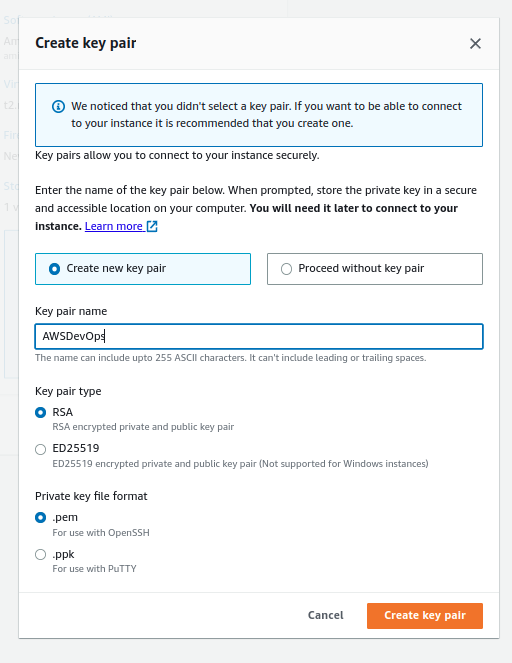 Create key pair
We noticed that you didn't select a key pair. If you want to be able to connect
to your instance it is recommended that you create one.
Key pairs allow you to connect to your instance securely.
Enter the name of the key pair below. When prompted, store the private key in a secure
and accessible location on your computer. You will need it later to connect to your
instance. Learn more
Create new key pair
Proceed without key pair
Key pair name
AWSDevOps
The name can include upto 255 ASCII characters. It can't include leading or trailing spaces.
Key pair type
RSA
RSA encrypted private and public key pair
ED25519
ED25519 encrypted private and public key pair (Not supported for Windows instances)
Private key file format
.pem
For use with OpenSSH
.ppk
For use with PuTTY
Cancel
Create key pair